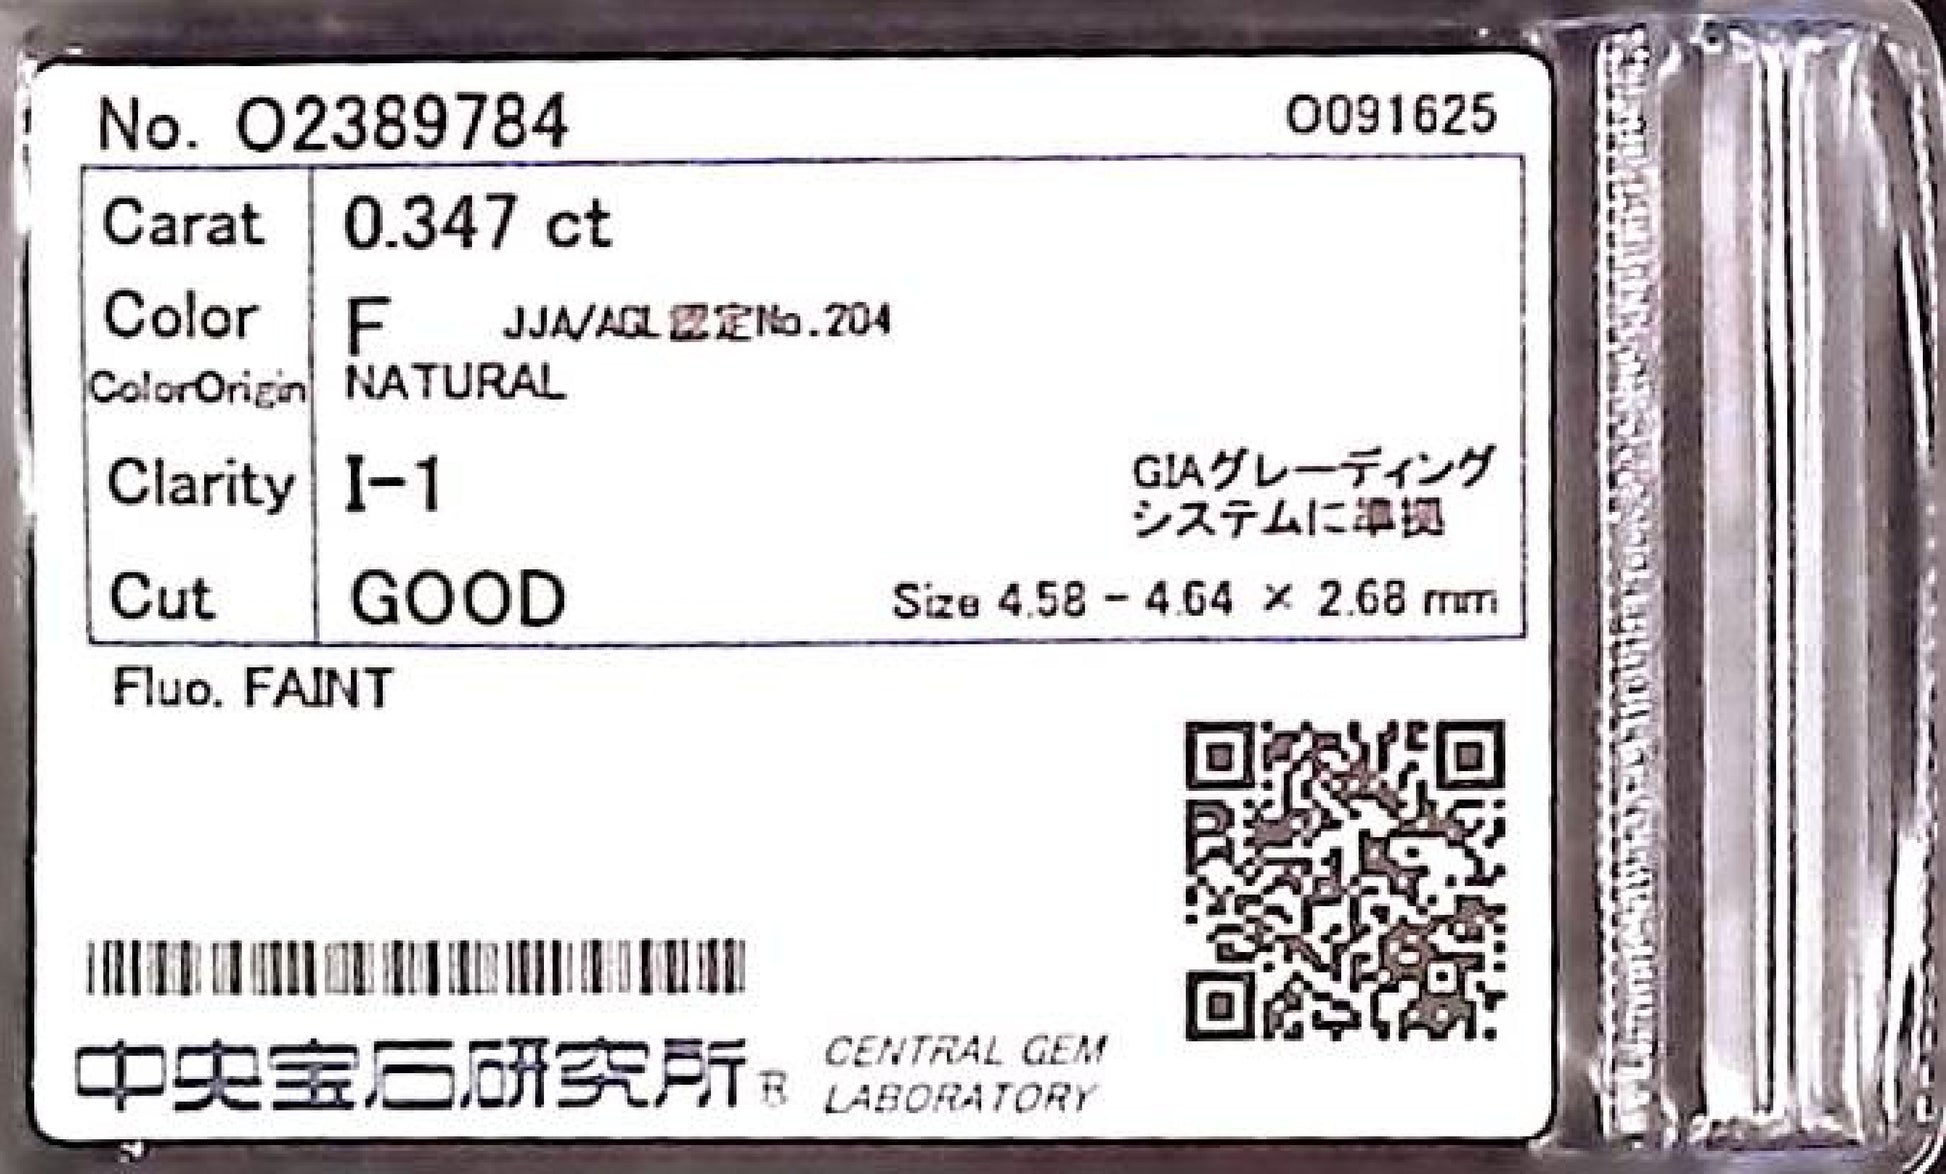 No. O2389784
O091625
Carat 0.347 ct
Color F JJA/AGL認定No.204
ColorOrigin NATURAL
Clarity I-1
GIAグレーディング
システムに準拠
Cut GOOD Size 4.58 - 4.64 × 2.68 mm
Fluo. FAINT
中央宝石研究所® CENTRAL GEM
LABORATORY